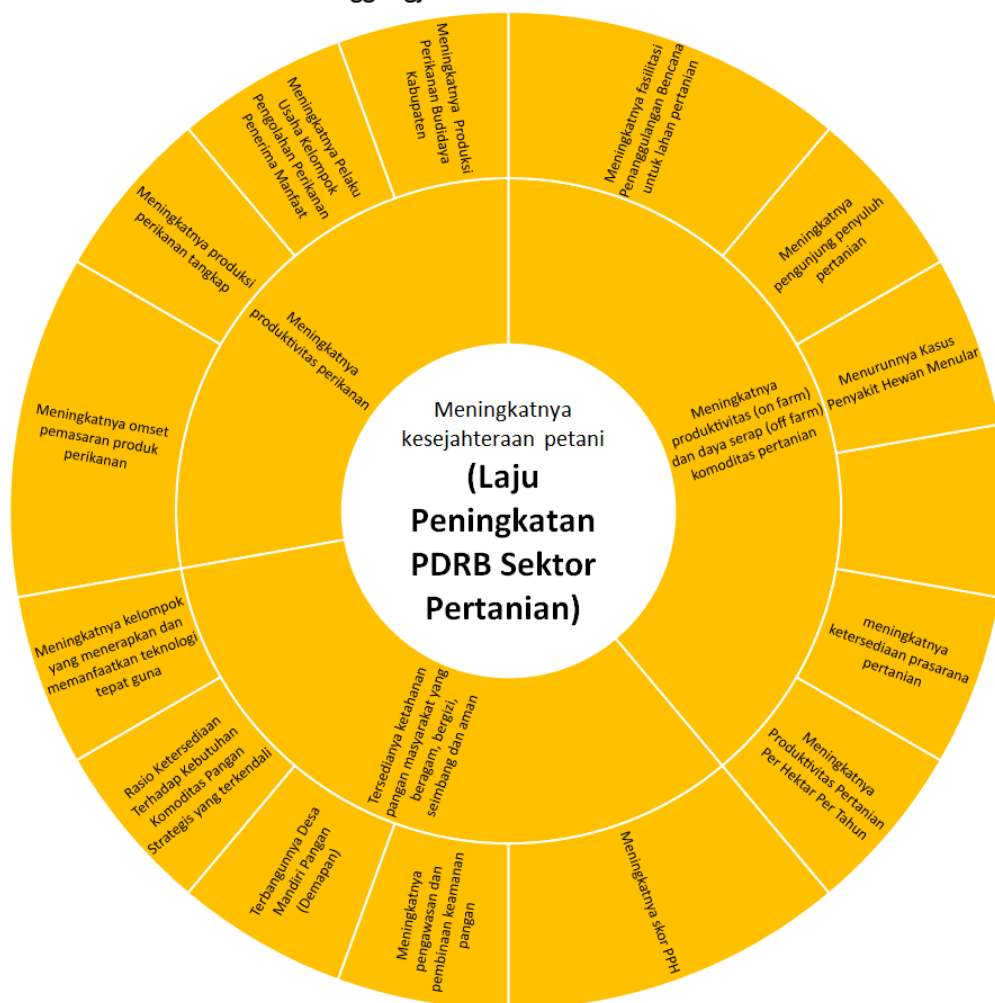 Meningkatnya
kesejahteraan petani
(Laju
Peningkatan
PDRB Sektor
Pertanian)
Meningkatnya
produktivitas (on farm)
dan daya serap (off farm)
komoditas pertanian
Tersedianya ketahanan
pangan masyarakat yang
beragam, bergizi,
seimbang dan aman
Meningkatnya
produktivitas perikanan
Meningkatnya fasilitasi
Penanggulangan Bencana
untuk lahan pertanian
Meningkatnya
pengunjung penyuluh
pertanian
Menurunnya Kasus
Penyakit Hewan Menular
meningkatnya
ketersediaan prasarana
pertanian
Meningkatnya
Produktivitas Pertanian
Per Hektar Per Tahun
Meningkatnya skor PPH
Meningkatnya
pengawasan dan
pembinaan keamanan
pangan
Terbangunnya Desa
Mandiri Pangan
(Demapan)
Rasio Ketersediaan
Terhadap Kebutuhan
Komoditas Pangan
Strategis yang terkendali
Meningkatnya kelompok
yang menerapkan dan
memanfaatkan teknologi
tepat guna
Meningkatnya omset
pemasaran produk
perikanan
Meningkatnya produksi
perikanan tangkap
Meningkatnya Pelaku
Usaha Kelompok
Pengolahan Perikanan
Penerima Manfaat
Meningkatnya Produksi
Perikanan Budidaya
Kabupaten